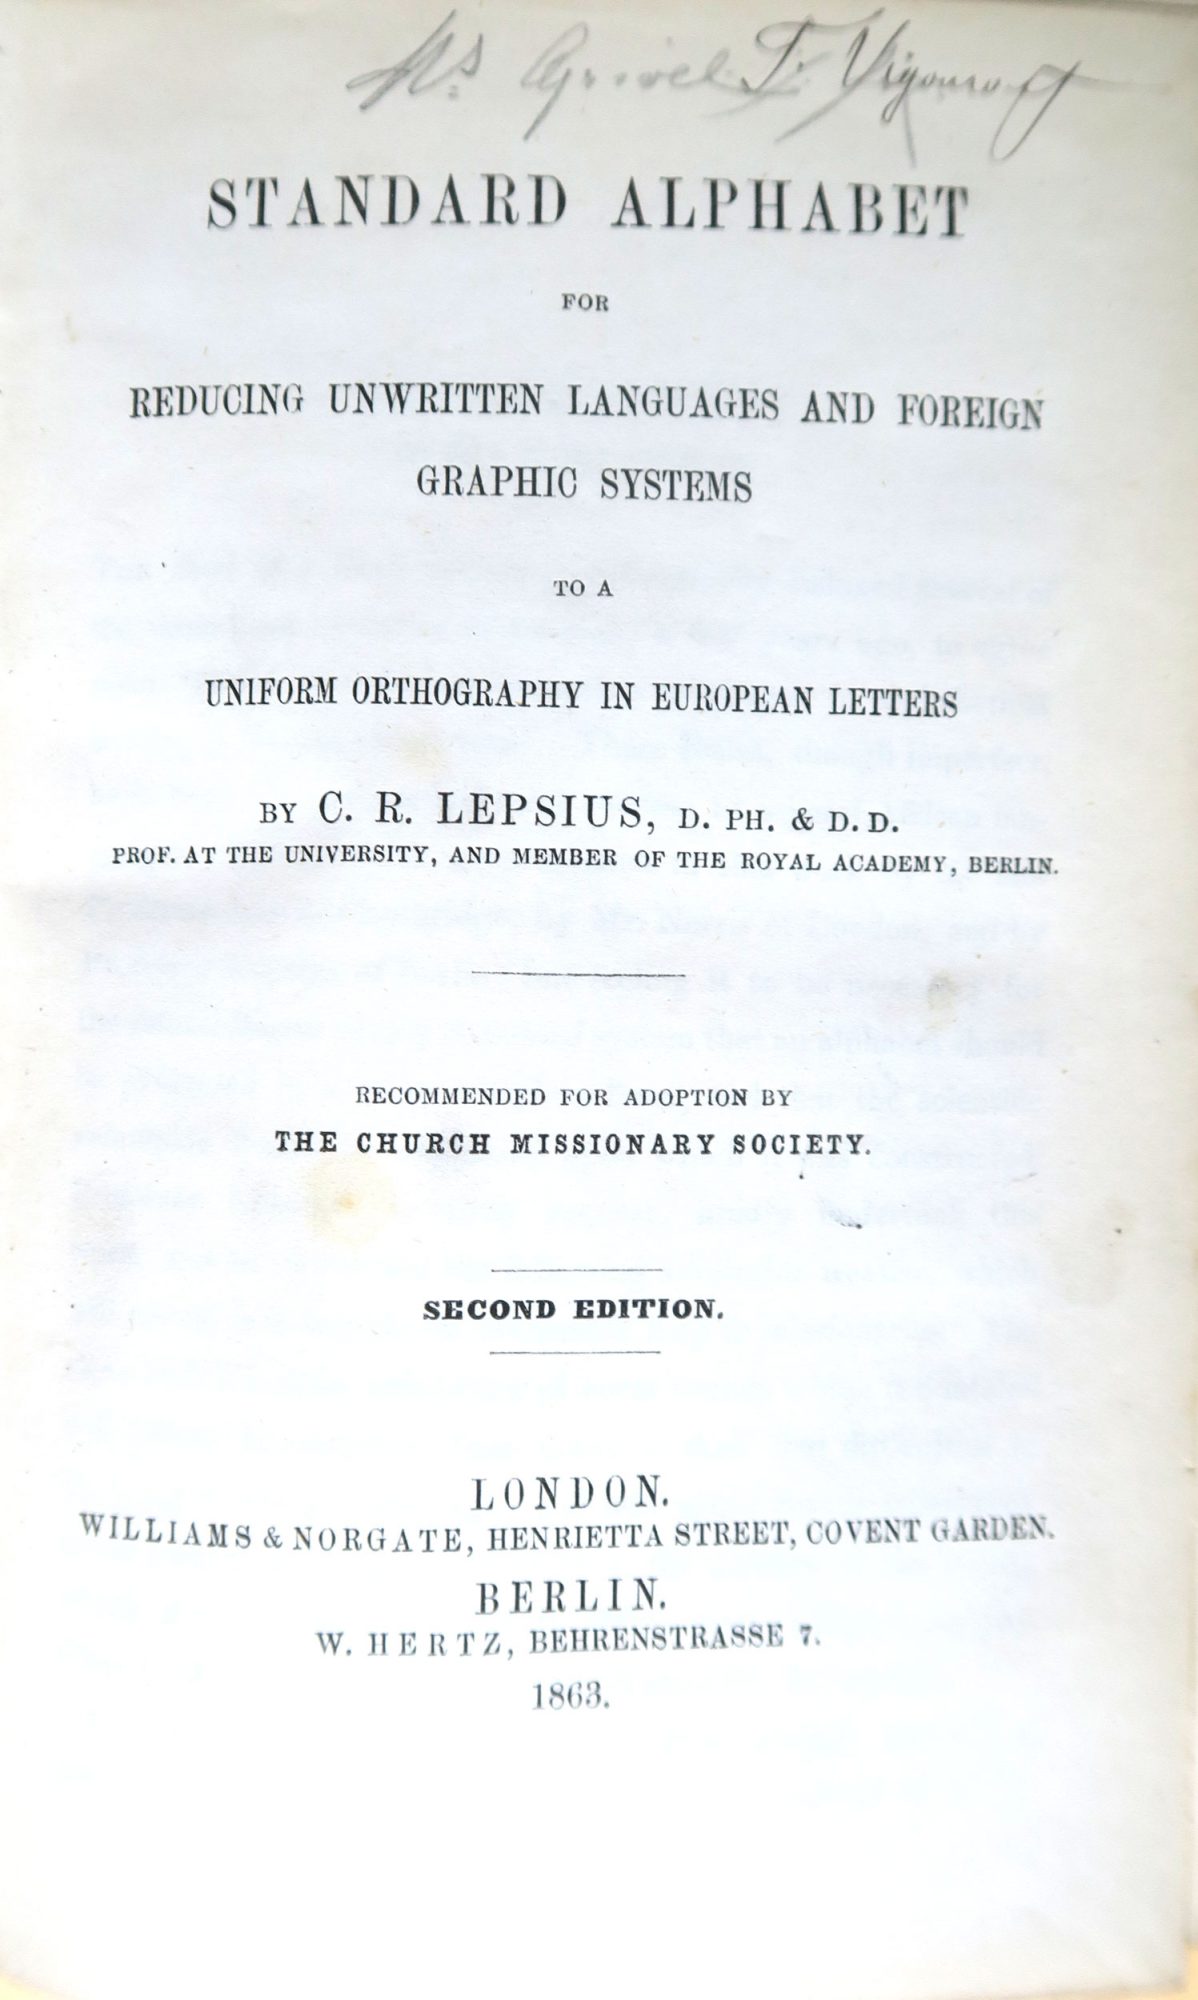 STANDARD ALPHABET
FOR
REDUCING UNWRITTEN LANGUAGES AND FOREIGN
GRAPHIC SYSTEMS
TO A
UNIFORM ORTHOGRAPHY IN EUROPEAN LETTERS
BY C. R. LEPSIUS, D. PH. & D. D.
PROF. AT THE UNIVERSITY, AND MEMBER OF THE ROYAL ACADEMY, BERLIN.
RECOMMENDED FOR ADOPTION BY
THE CHURCH MISSIONARY SOCIETY.
SECOND EDITION.
LONDON.
WILLIAMS & NORGATE, HENRIETTA STREET, COVENT GARDEN.
BERLIN.
W. HERTZ, BEHRENSTRASSE 7.
1863.